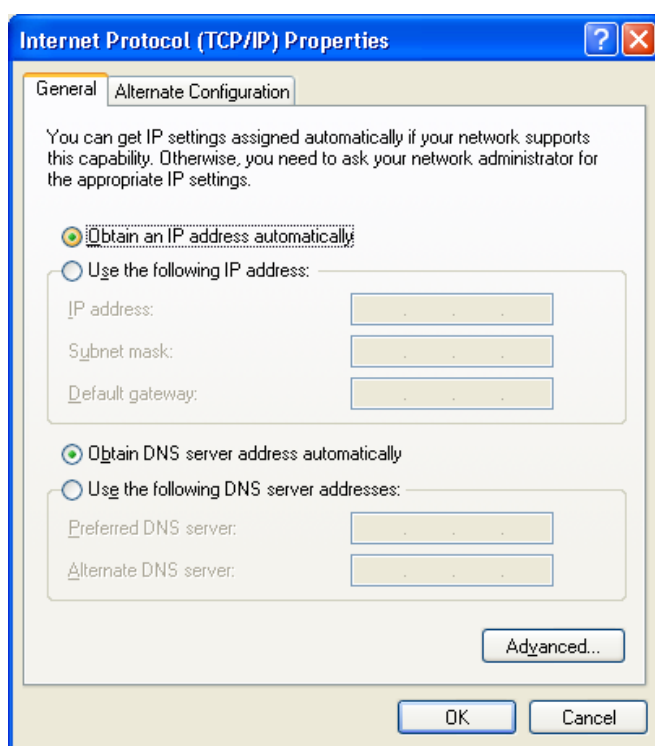 Internet Protocol (TCP/IP) Properties
General
Alternate Configuration
You can get IP settings assigned automatically if your network supports
this capability. Otherwise, you need to ask your network administrator for
the appropriate IP settings.
Obtain an IP address automatically
Use the following IP address:
IP address:
Subnet mask:
Default gateway:
Obtain DNS server address automatically
Use the following DNS server addresses:
Preferred DNS server:
Alternate DNS server:
Advanced...
OK
Cancel